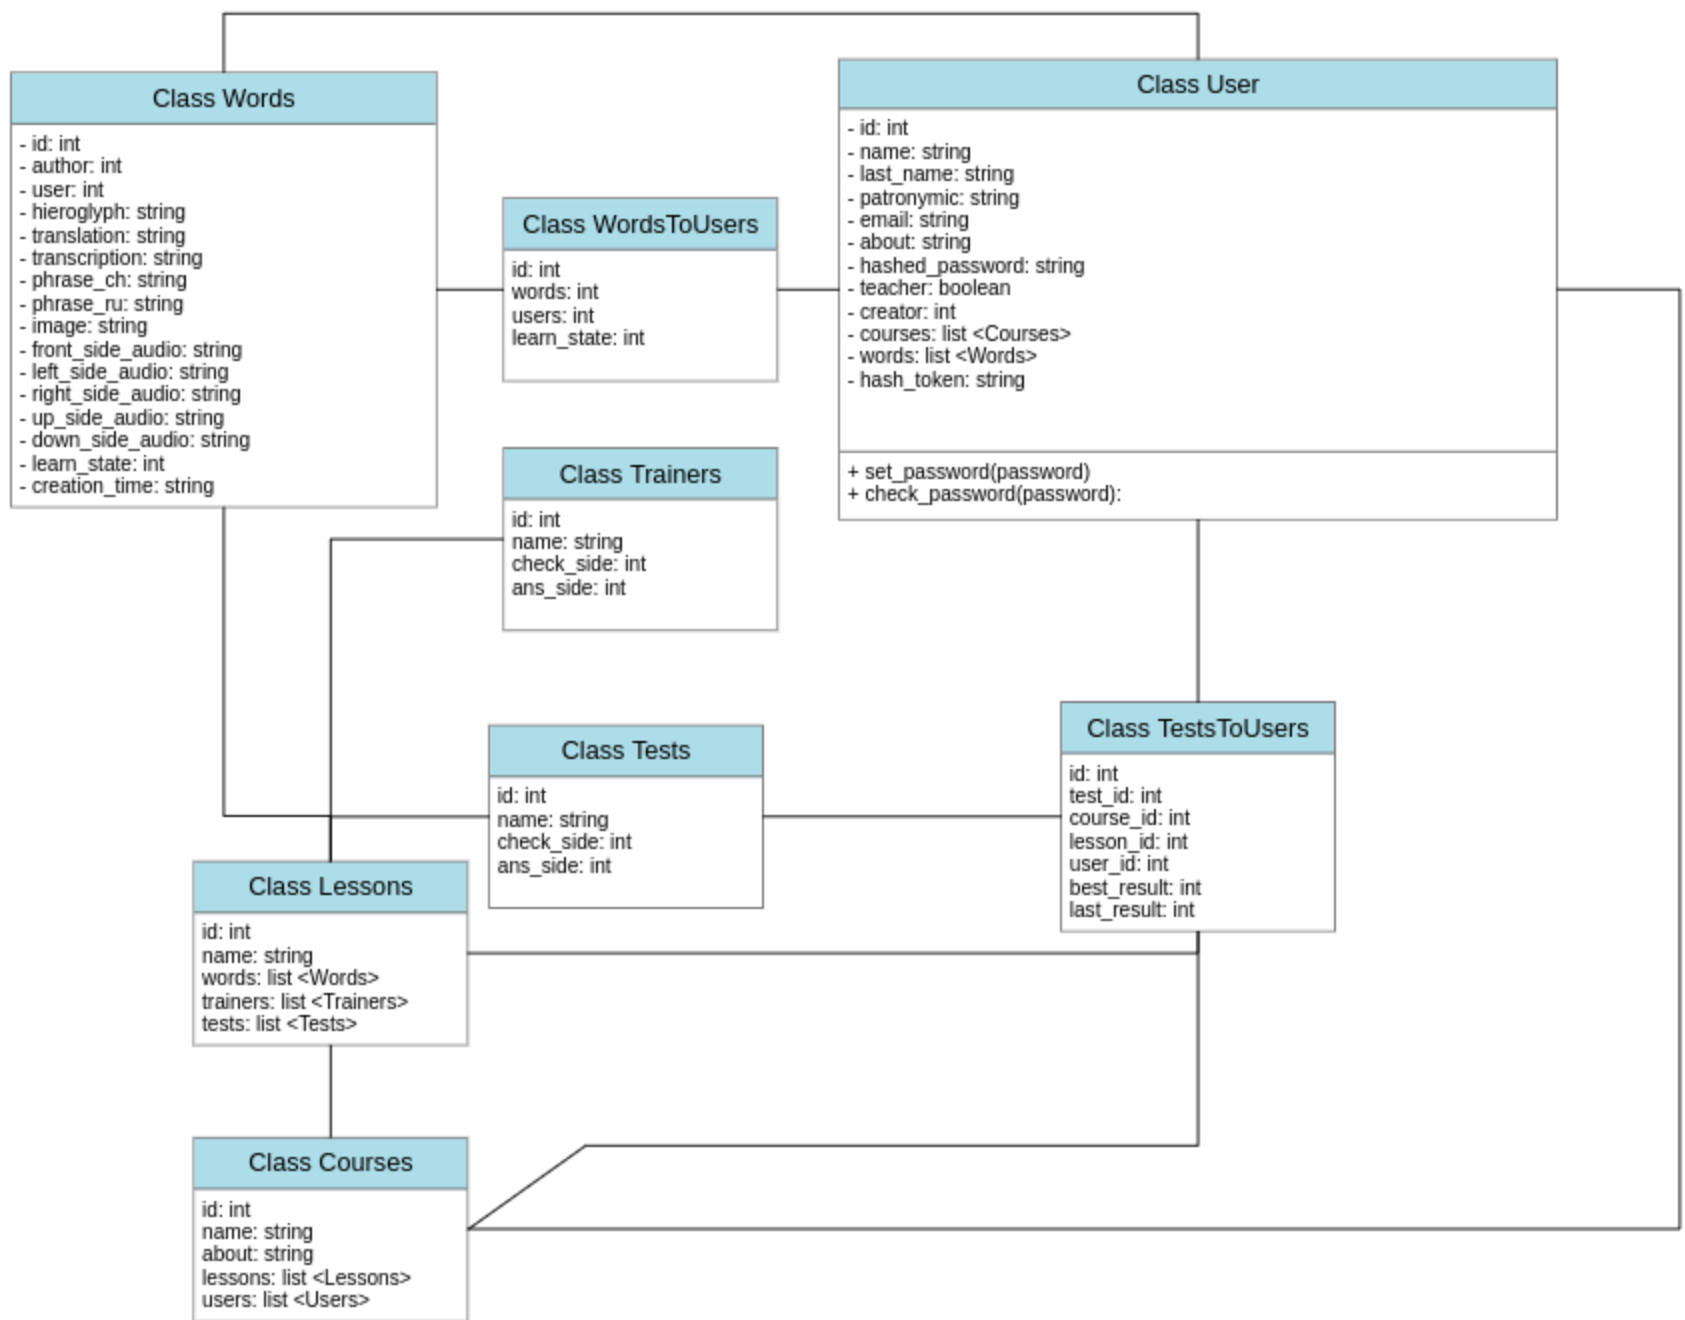 Class Words
- id: int
- author: int
- user: int
- hieroglyph: string
- translation: string
- transcription: string
- phrase_ch: string
- phrase_ru: string
- image: string
- front_side_audio: string
- left_side_audio: string
- right_side_audio: string
- up_side_audio: string
- down_side_audio: string
- learn_state: int
- creation_time: string
Class WordsToUsers
id: int
words: int
users: int
learn_state: int
Class User
- id: int
- name: string
- last_name: string
- patronymic: string
- email: string
- about: string
- hashed_password: string
- teacher: boolean
- creator: int
- courses: list <Courses>
- words: list <Words>
- hash_token: string
+ set_password(password)
+ check_password(password):
Class Trainers
id: int
name: string
check_side: int
ans_side: int
Class Tests
id: int
name: string
check_side: int
ans_side: int
Class TestsToUsers
id: int
test_id: int
course_id: int
lesson_id: int
user_id: int
best_result: int
last_result: int
Class Lessons
id: int
name: string
words: list <Words>
trainers: list <Trainers>
tests: list <Tests>
Class Courses
id: int
name: string
about: string
lessons: list <Lessons>
users: list <Users>